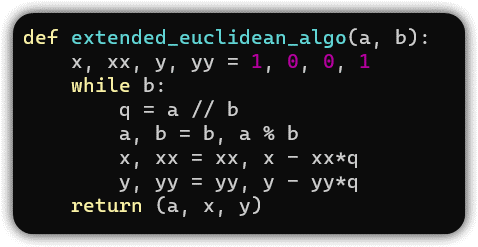 def extended_euclidean_algo(a, b):
    x, xx, y, yy = 1, 0, 0, 1
    while b:
        q = a // b
        a, b = b, a % b
        x, xx = xx, x - xx*q
        y, yy = yy, y - yy*q
    return (a, x, y)